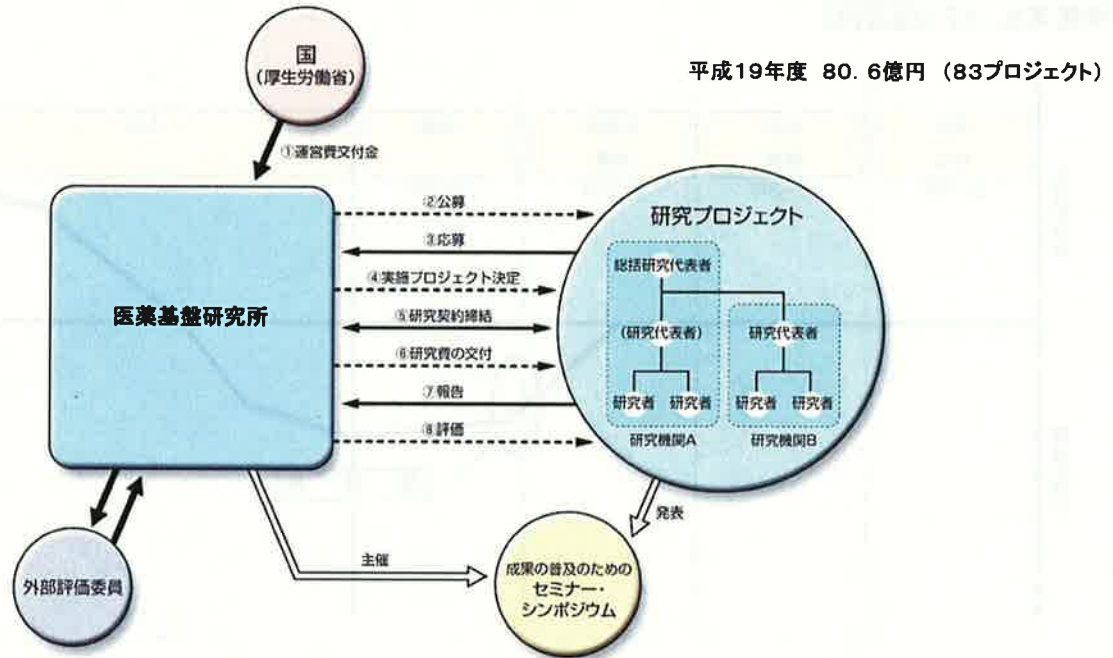 国
(厚生労働省)
平成19年度 80.6億円 (83プロジェクト)
①運営費交付金
医薬基盤研究所
②公募
③応募
④実施プロジェクト決定
⑤研究契約締結
⑥研究費の交付
⑦報告
⑧評価
研究プロジェクト
総括研究代表者
(研究代表者) 研究代表者
研究者 研究者 研究者 研究者
研究機関A 研究機関B
発表
主催
外部評価委員
成果の普及のための
セミナー・
シンポジウム